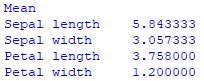 Mean
Sepal length    5.843333
Sepal width     3.057333
Petal length    3.758000
Petal width     1.200000